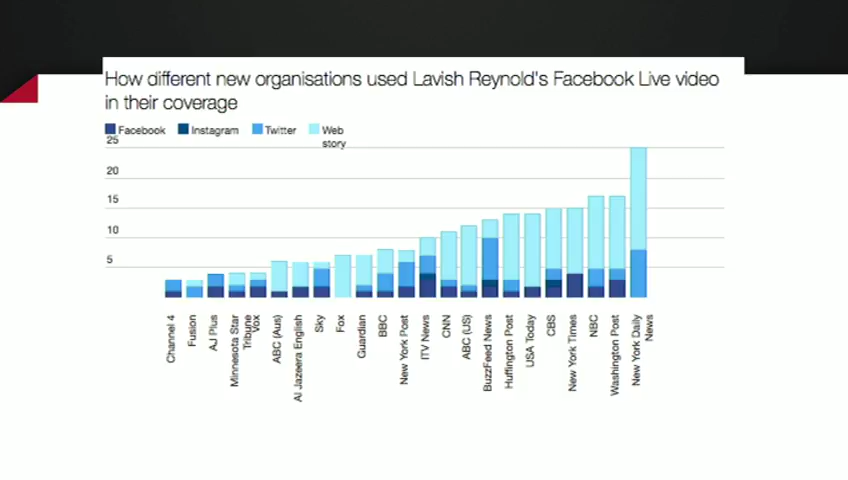 How different new organisations used Lavish Reynold's Facebook Live video
in their coverage
Facebook
Instagram
Twitter
Web
story
25
20
15
10
5
Channel 4
Fusion
AJ Plus
Minnesota Star
Tribune
Vox
ABC (Aus)
Al Jazeera English
Sky
Fox
Guardian
BBC
New York Post
ITV News
CNN
ABC (US)
BuzzFeed News
Huffington Post
USA Today
CBS
New York Times
NBC
Washington Post
New York Daily
News